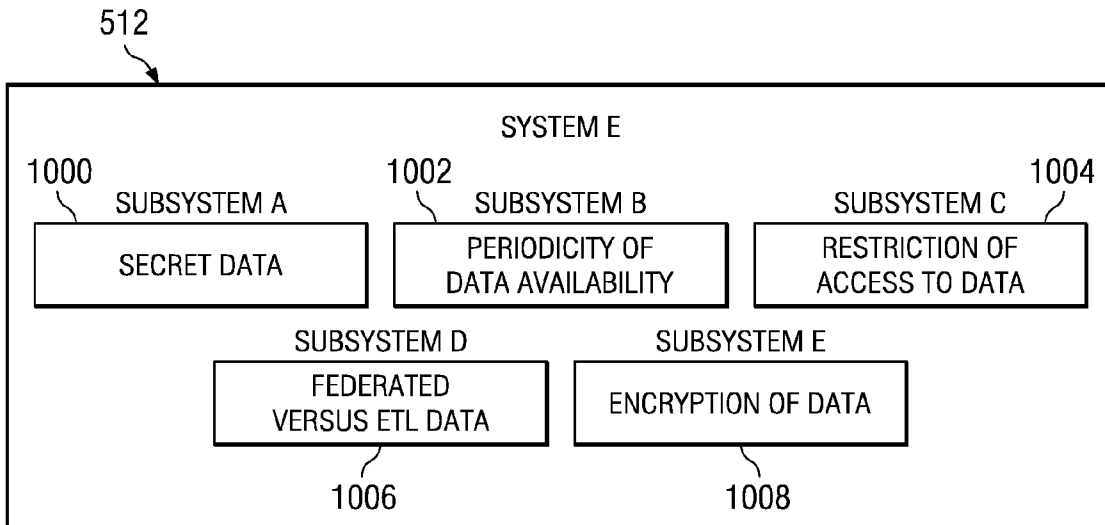 512
SYSTEM E
1000
1002
1004
SUBSYSTEM A
SUBSYSTEM B
SUBSYSTEM C
SECRET DATA
PERIODICITY OF
DATA AVAILABILITY
RESTRICTION OF
ACCESS TO DATA
SUBSYSTEM D
SUBSYSTEM E
FEDERATED
VERSUS ETL DATA
ENCRYPTION OF DATA
1006
1008